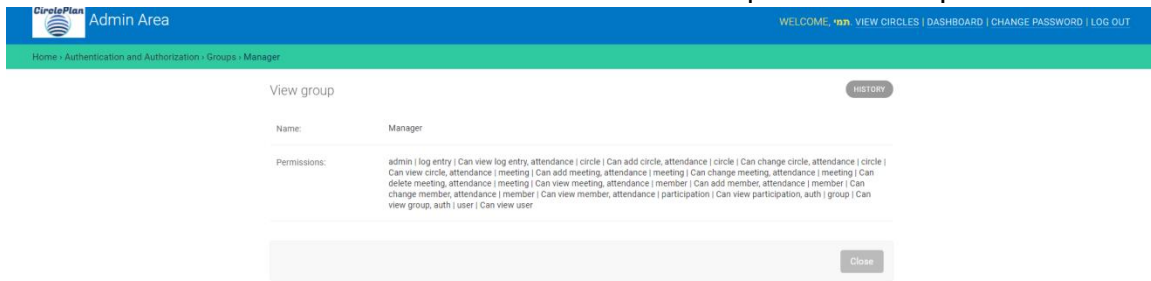 CirclePlan
Admin Area
WELCOME, תמי. VIEW CIRCLES | DASHBOARD | CHANGE PASSWORD | LOG OUT
Home › Authentication and Authorization › Groups › Manager
View group
HISTORY
Name: Manager
Permissions: admin | log entry | Can view log entry, attendance | circle | Can add circle, attendance | circle | Can change circle, attendance | circle |
Can view circle, attendance | meeting | Can add meeting, attendance | meeting | Can change meeting, attendance | meeting | Can
delete meeting, attendance | meeting | Can view meeting, attendance | member | Can add member, attendance | member | Can
change member, attendance | member | Can view member, attendance | participation | Can view participation, auth | group | Can
view group, auth | user | Can view user
Close